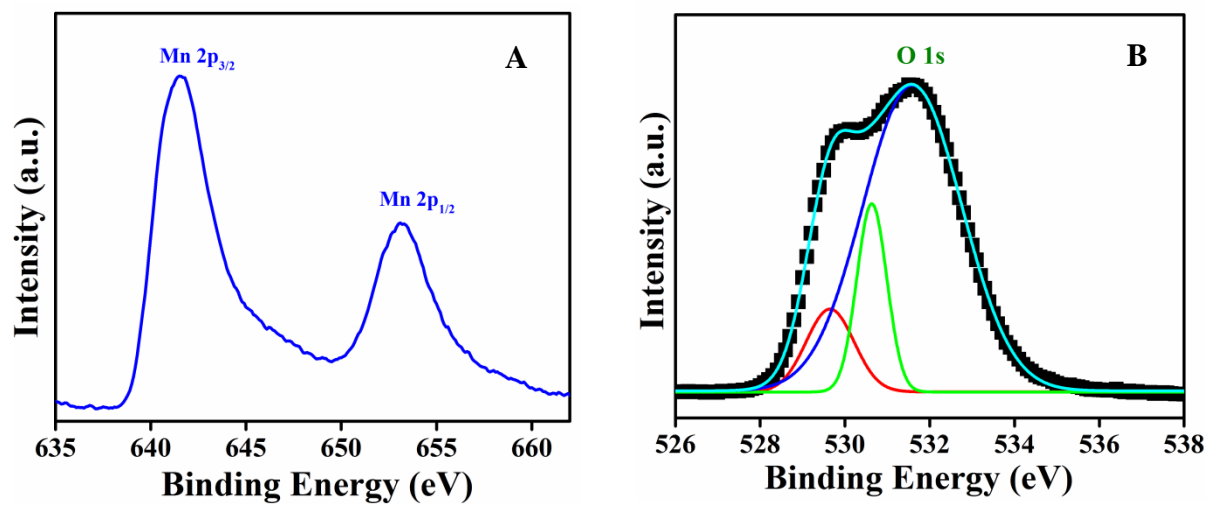 A
Mn 2p3/2
Mn 2p1/2
Intensity (a.u.)
635 640 645 650 655 660
Binding Energy (eV)
B
O 1s
Intensity (a.u.)
526 528 530 532 534 536 538
Binding Energy (eV)